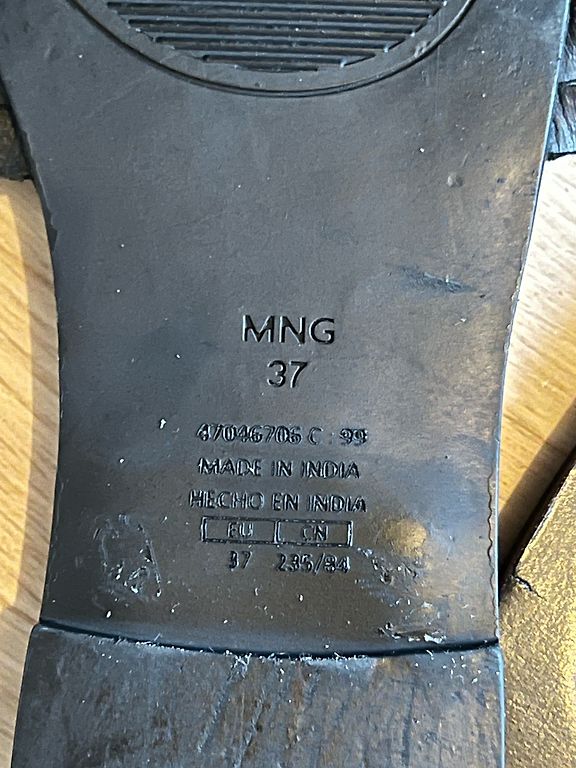 MNG
37
47046706 C : 99
MADE IN INDIA
HECHO EN INDIA
EU CN
37 235/84